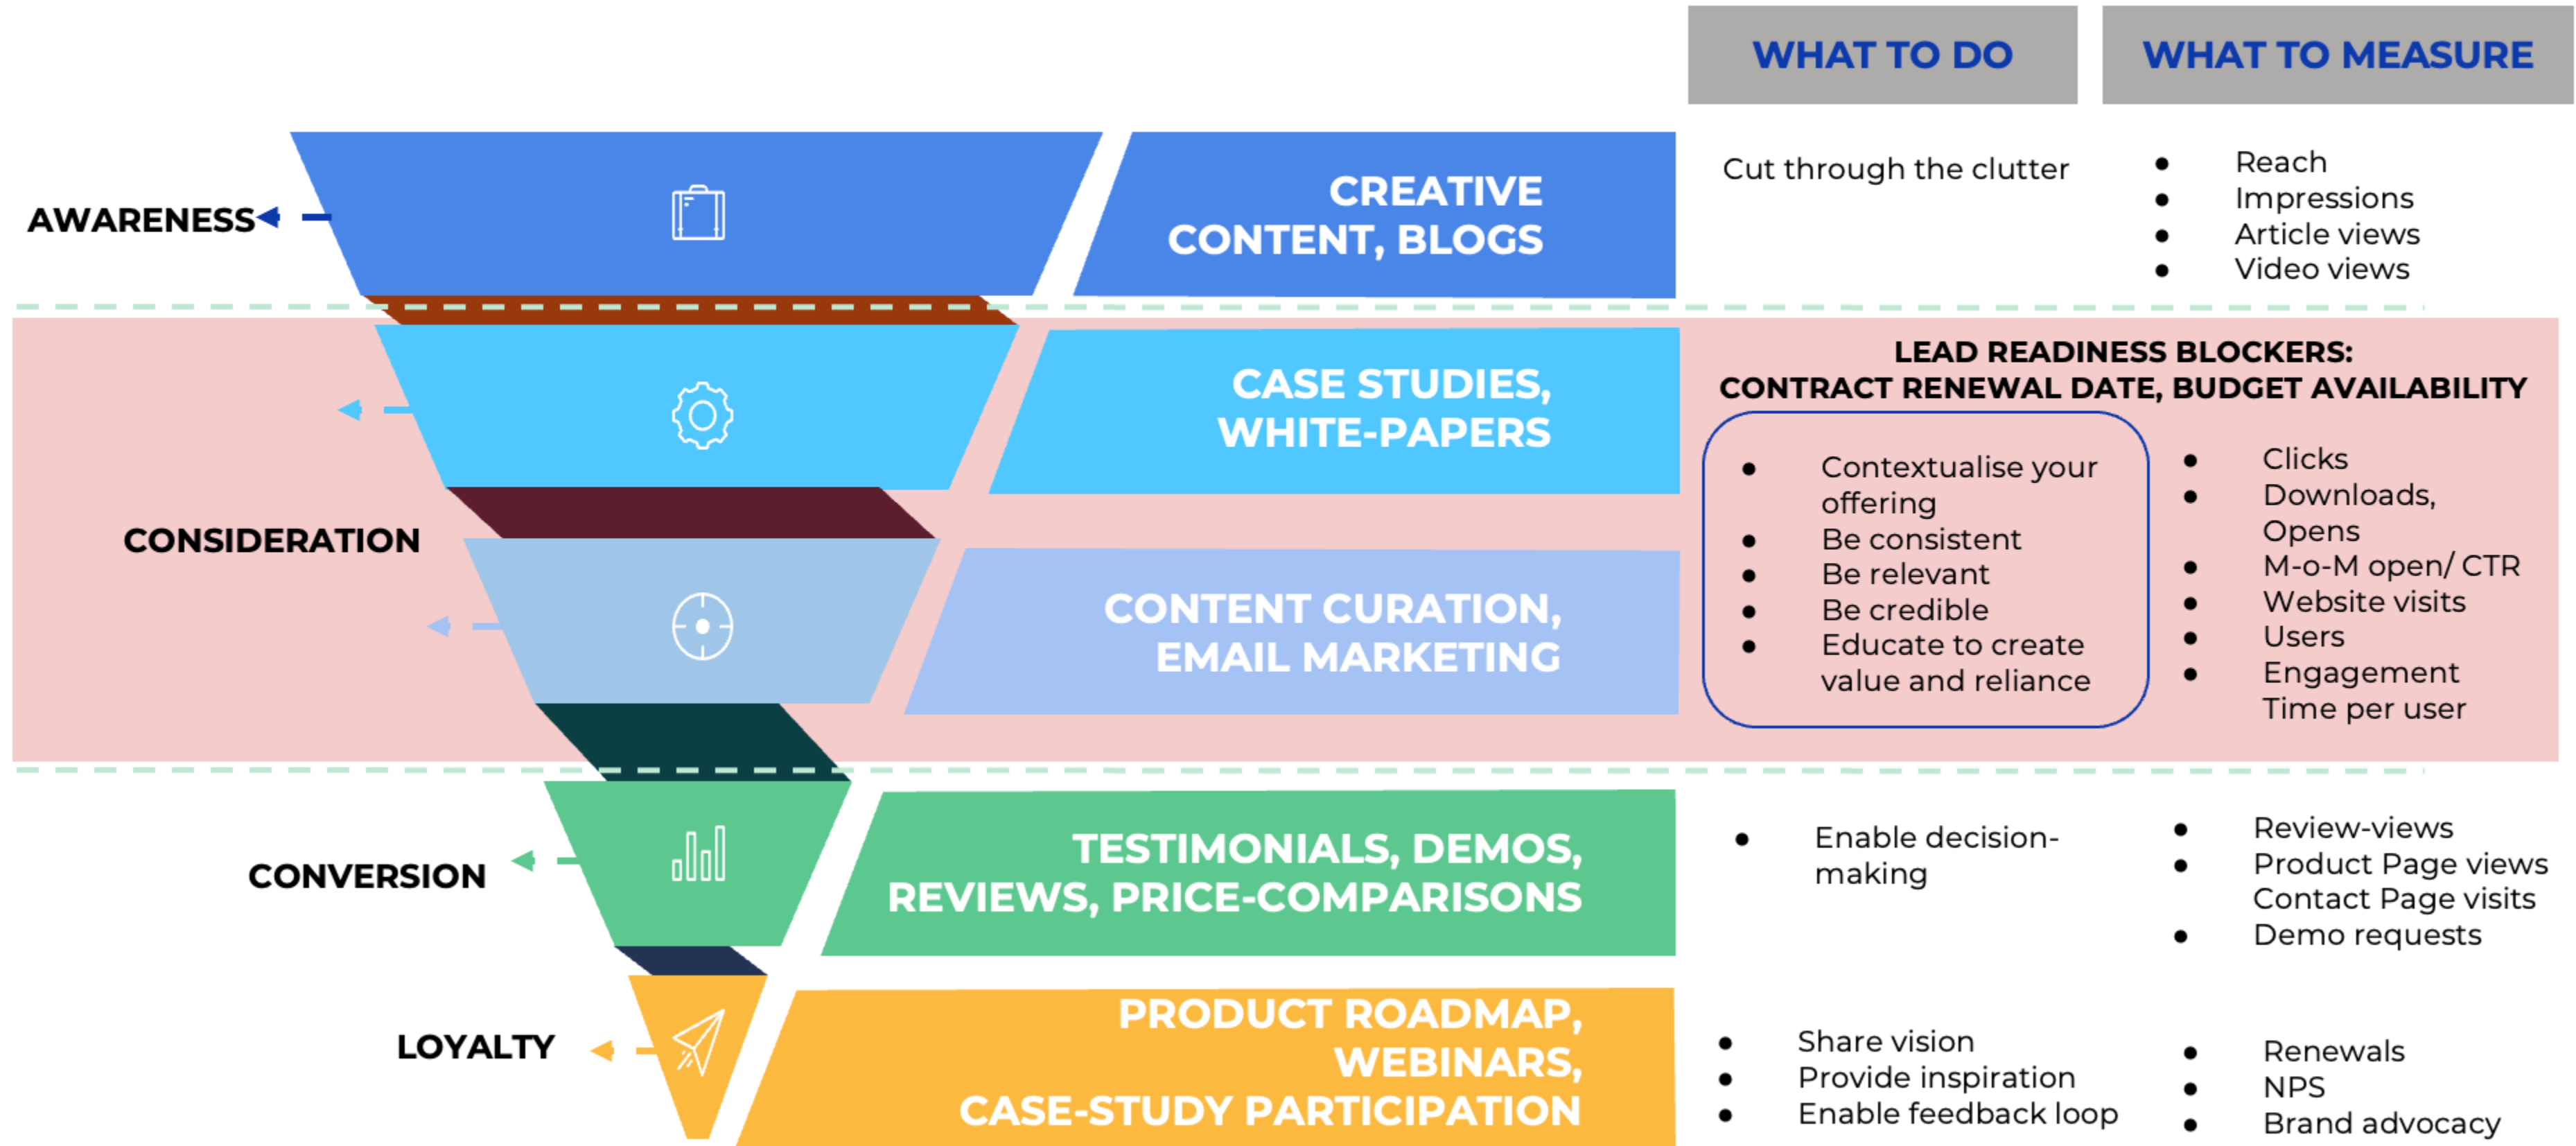 WHAT TO DO
WHAT TO MEASURE
AWARENESS
CREATIVE
CONTENT, BLOGS
Cut through the clutter
Reach
Impressions
Article views
Video views
CONSIDERATION
CASE STUDIES,
WHITE-PAPERS
CONTENT CURATION,
EMAIL MARKETING
LEAD READINESS BLOCKERS:
CONTRACT RENEWAL DATE, BUDGET AVAILABILITY
Contextualise your
offering
Be consistent
Be relevant
Be credible
Educate to create
value and reliance
Clicks
Downloads,
Opens
M-o-M open/ CTR
Website visits
Users
Engagement
Time per user
CONVERSION
TESTIMONIALS, DEMOS,
REVIEWS, PRICE-COMPARISONS
Enable decision-
making
Review-views
Product Page views
Contact Page visits
Demo requests
LOYALTY
PRODUCT ROADMAP,
WEBINARS,
CASE-STUDY PARTICIPATION
Share vision
Provide inspiration
Enable feedback loop
Renewals
NPS
Brand advocacy